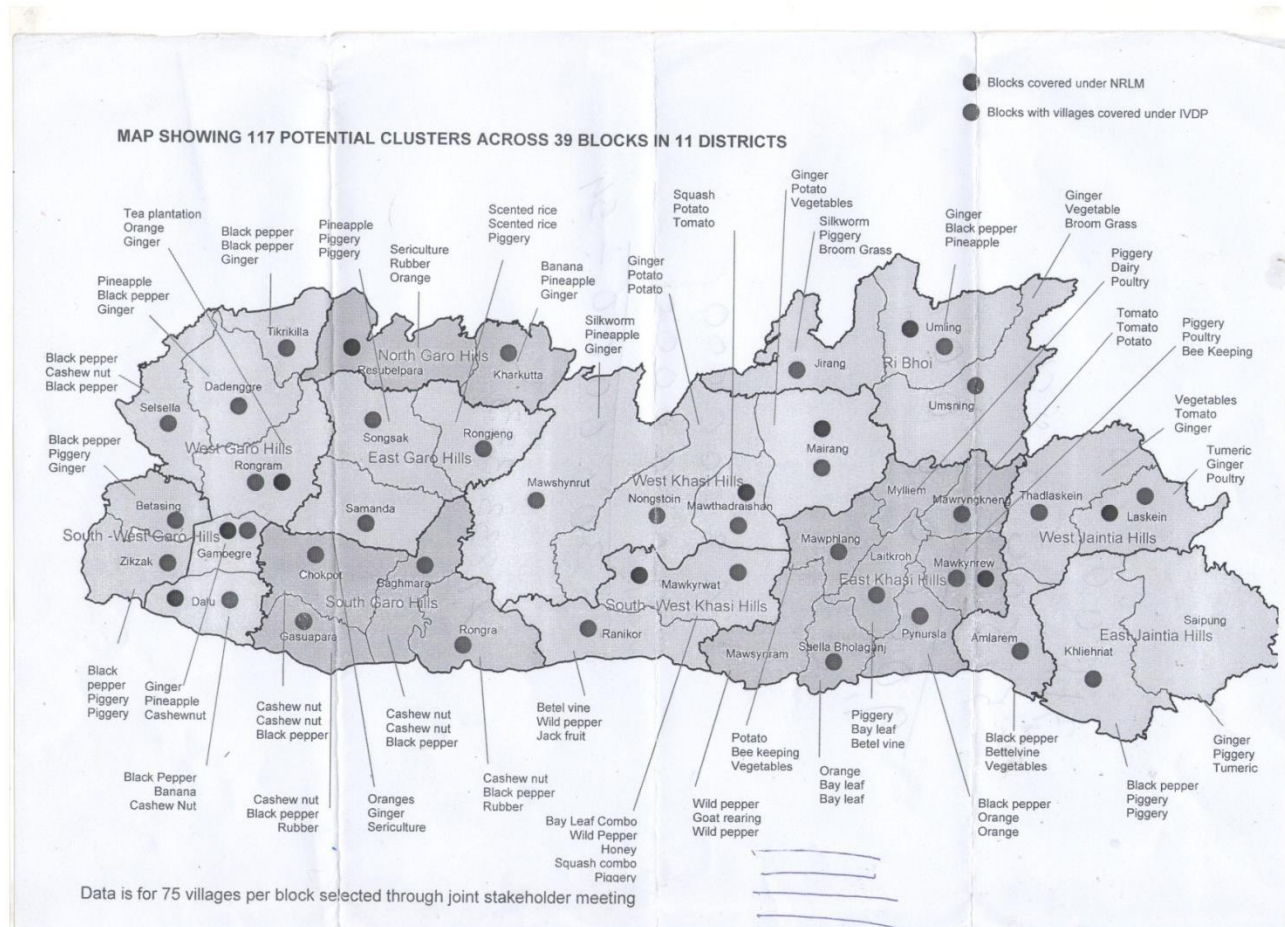 Blocks covered under NRLM
Blocks with villages covered under IVDP
MAP SHOWING 117 POTENTIAL CLUSTERS ACROSS 39 BLOCKS IN 11 DISTRICTS
Tea plantation
Orange
Ginger
Black pepper
Black pepper
Ginger
Pineapple
Piggery
Piggery
Sericulture
Rubber
Orange
Scented rice
Scented rice
Piggery
Banana
Pineapple
Ginger
Ginger
Potato
Potato
Squash
Potato
Tomato
Ginger
Potato
Vegetables
Silkworm
Piggery
Broom Grass
Ginger
Black pepper
Pineapple
Ginger
Vegetable
Broom Grass
Piggery
Dairy
Poultry
Tomato
Tomato
Potato
Piggery
Poultry
Bee Keeping
Vegetables
Tomato
Ginger
Tumeric
Ginger
Poultry
Pineapple
Black pepper
Ginger
Black pepper
Cashew nut
Black pepper
Black pepper
Piggery
Ginger
Silkworm
Pineapple
Ginger
Tikrikilla
North Garo Hills
Resubelpara
Kharkutta
Dadenggre
Selsella
West Garo Hills
Rongram
Songsak
East Garo Hills
Rongjeng
Samanda
Betasing
South -West Garo Hills
Zikzak
Gambegre
Dalu
Chokpot
Baghmara
South Garo Hills
Gasuapara
Rongra
Mawshynrut
West Khasi Hills
Nongstoin
Mawthadraishan
Mairang
Mawkyrwat
South -West Khasi Hills
Ranikor
Jirang
Umling
Ri Bhoi
Umsning
Mylliem
Mawryngkneng
Mawphlang
Laitkroh
East Khasi Hills
Mawkynrew
Pynursla
Mawsynram
Shella Bholaganj
Thadlaskein
Laskein
West Jaintia Hills
Amlarem
Khliehriat
East Jaintia Hills
Saipung
Black
pepper
Piggery
Piggery
Ginger
Pineapple
Cashewnut
Black Pepper
Banana
Cashew Nut
Cashew nut
Cashew nut
Black pepper
Cashew nut
Black pepper
Rubber
Oranges
Ginger
Sericulture
Cashew nut
Cashew nut
Black pepper
Cashew nut
Black pepper
Rubber
Betel vine
Wild pepper
Jack fruit
Bay Leaf Combo
Wild Pepper
Honey
Squash combo
Piggery
Potato
Bee keeping
Vegetables
Wild pepper
Goat rearing
Wild pepper
Orange
Bay leaf
Bay leaf
Piggery
Bay leaf
Betel vine
Black pepper
Orange
Orange
Black pepper
Bettelvine
Vegetables
Black pepper
Piggery
Piggery
Ginger
Piggery
Tumeric
Data is for 75 villages per block selected through joint stakeholder meeting